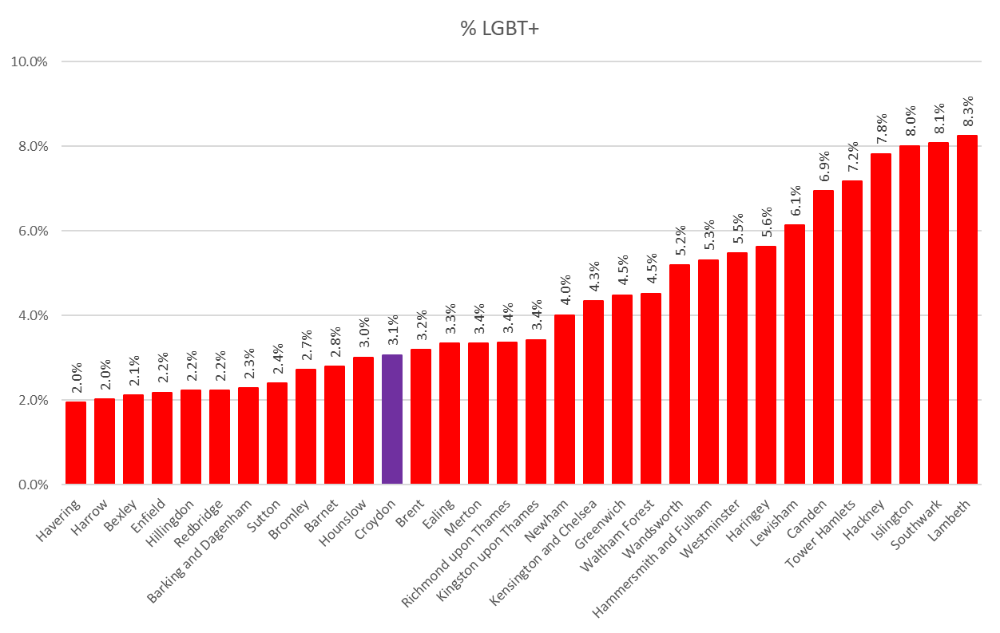 % LGBT+
10.0%
8.0%
6.0%
4.0%
2.0%
0.0%
2.0%
2.0%
2.1%
2.2%
2.2%
2.2%
2.3%
2.4%
2.7%
2.8%
3.0%
3.1%
3.2%
3.3%
3.4%
3.4%
3.4%
4.0%
4.3%
4.5%
4.5%
5.2%
5.3%
5.5%
5.6%
6.1%
6.9%
7.2%
7.8%
8.0%
8.1%
8.3%
Havering
Harrow
Bexley
Enfield
Hillingdon
Redbridge
Barking and Dagenham
Sutton
Bromley
Barnet
Hounslow
Croydon
Brent
Ealing
Merton
Richmond upon Thames
Kingston upon Thames
Newham
Kensington and Chelsea
Greenwich
Waltham Forest
Wandsworth
Hammersmith and Fulham
Westminster
Haringey
Lewisham
Camden
Tower Hamlets
Hackney
Islington
Southwark
Lambeth